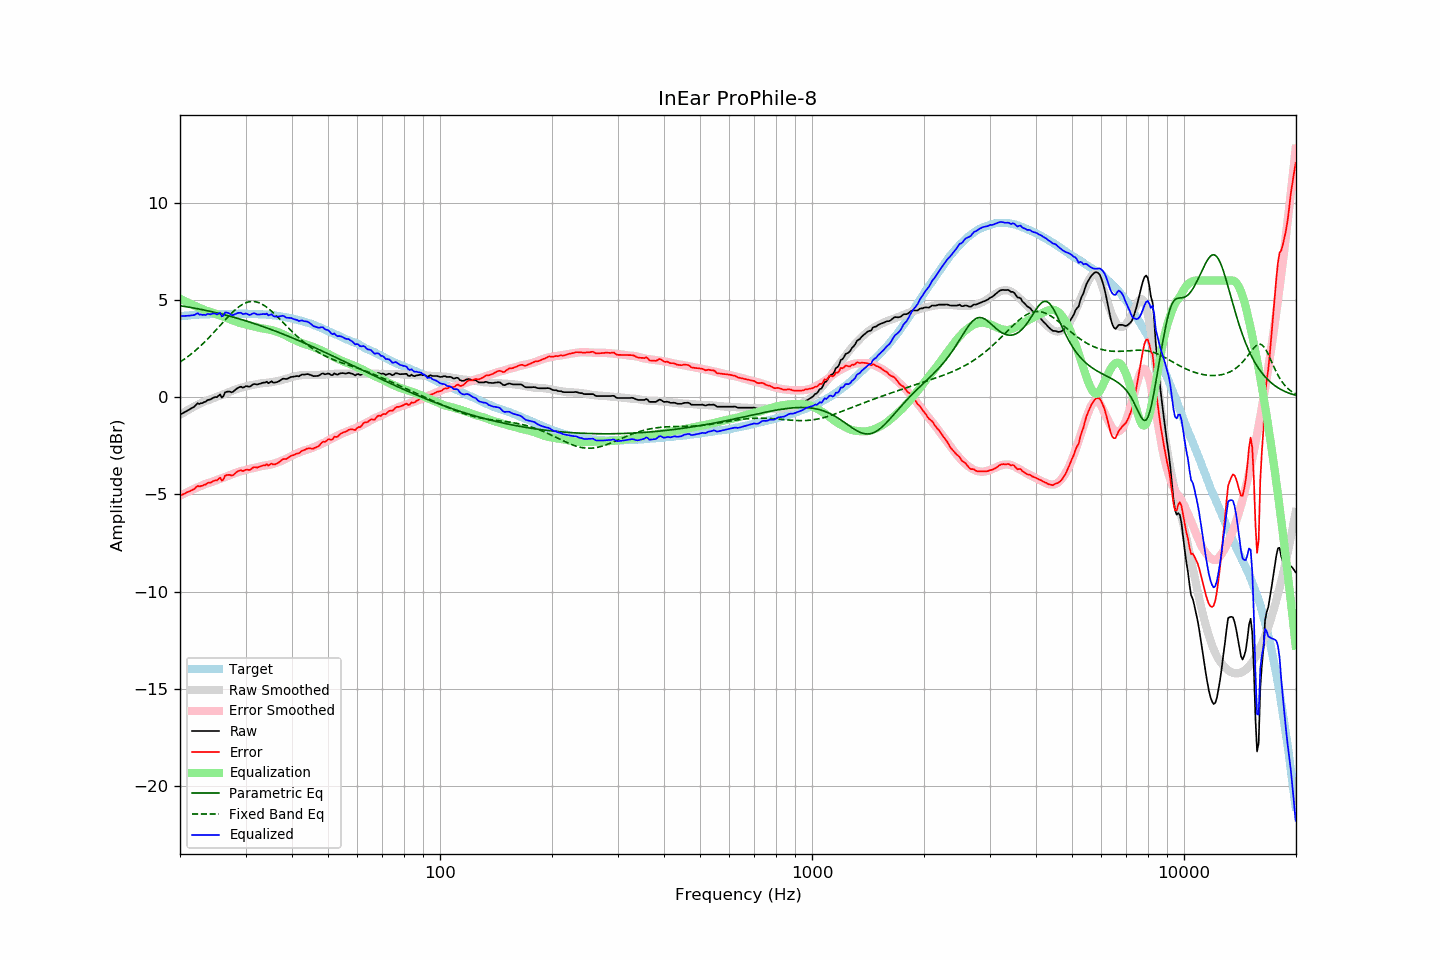 InEar ProPhile-8
Amplitude (dBr)
10
5
0
−5
−10
−15
−20
Target
Raw Smoothed
Error Smoothed
Raw
Error
Equalization
Parametric Eq
Fixed Band Eq
Equalized
100 1000 10000
Frequency (Hz)